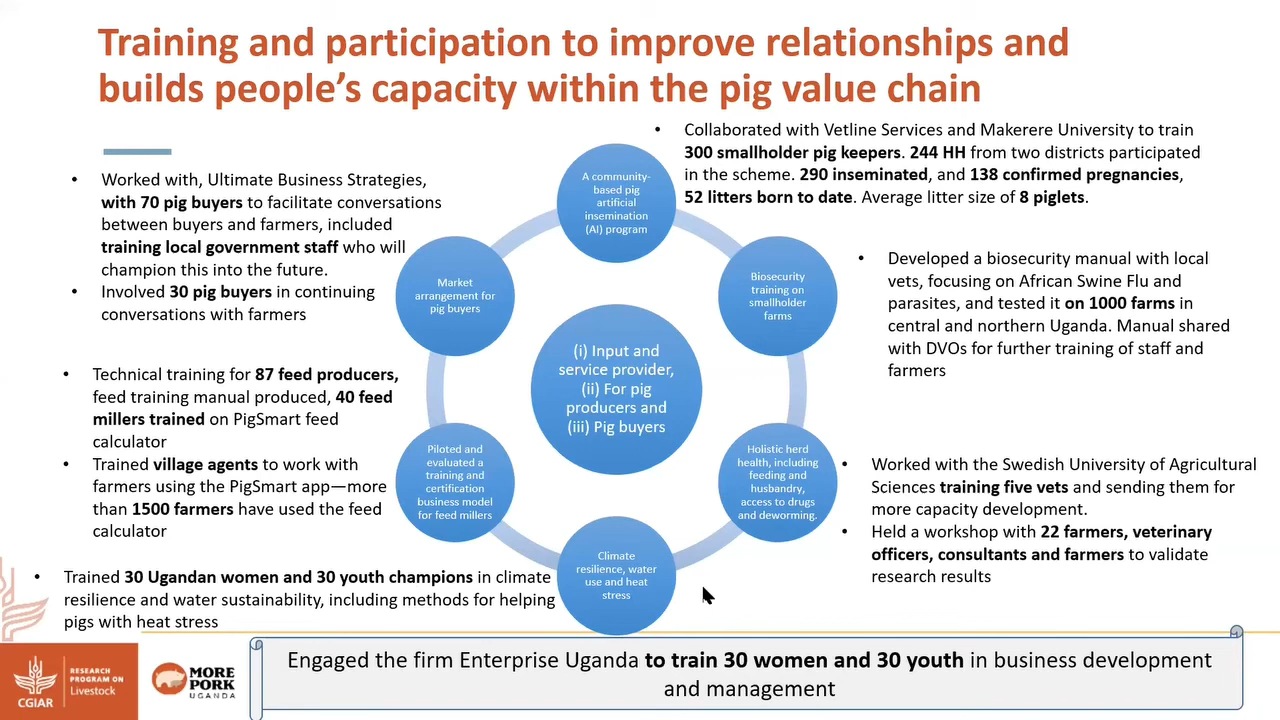 Training and participation to improve relationships and
builds people's capacity within the pig value chain
• Collaborated with Vetline Services and Makerere University to train
300 smallholder pig keepers. 244 HH from two districts participated
in the scheme. 290 inseminated, and 138 confirmed pregnancies,
52 litters born to date. Average litter size of 8 piglets.
• Worked with, Ultimate Business Strategies,
with 70 pig buyers to facilitate conversations
between buyers and farmers, included
training local government staff who will
champion this into the future.
• Involved 30 pig buyers in continuing
conversations with farmers
A community-
based pig
artificial
insemination
(AI) program
Market
arrangement for
pig buyers
Biosecurity
training on
smallholder
farms
• Developed a biosecurity manual with local
vets, focusing on African Swine Flu and
parasites, and tested it on 1000 farms in
central and northern Uganda. Manual shared
with DVOs for further training of staff and
farmers
(i) Input and
service provider,
(ii) For pig
producers and
(iii) Pig buyers
• Technical training for 87 feed producers,
feed training manual produced, 40 feed
millers trained on PigSmart feed
calculator
• Trained village agents to work with
farmers using the PigSmart app—more
than 1500 farmers have used the feed
calculator
Piloted and
evaluated a
training and
certification
business model
for feed millers
Holistic herd
health, including
feeding and
husbandry,
access to drugs
and deworming.
• Worked with the Swedish University of Agricultural
Sciences training five vets and sending them for
more capacity development.
• Held a workshop with 22 farmers, veterinary
officers, consultants and farmers to validate
research results
Climate
resilience, water
use and heat
stress
• Trained 30 Ugandan women and 30 youth champions in climate
resilience and water sustainability, including methods for helping
pigs with heat stress
Engaged the firm Enterprise Uganda to train 30 women and 30 youth in business development
and management
CGIAR
RESEARCH
PROGRAM ON
Livestock
MORE
PORK
UGANDA